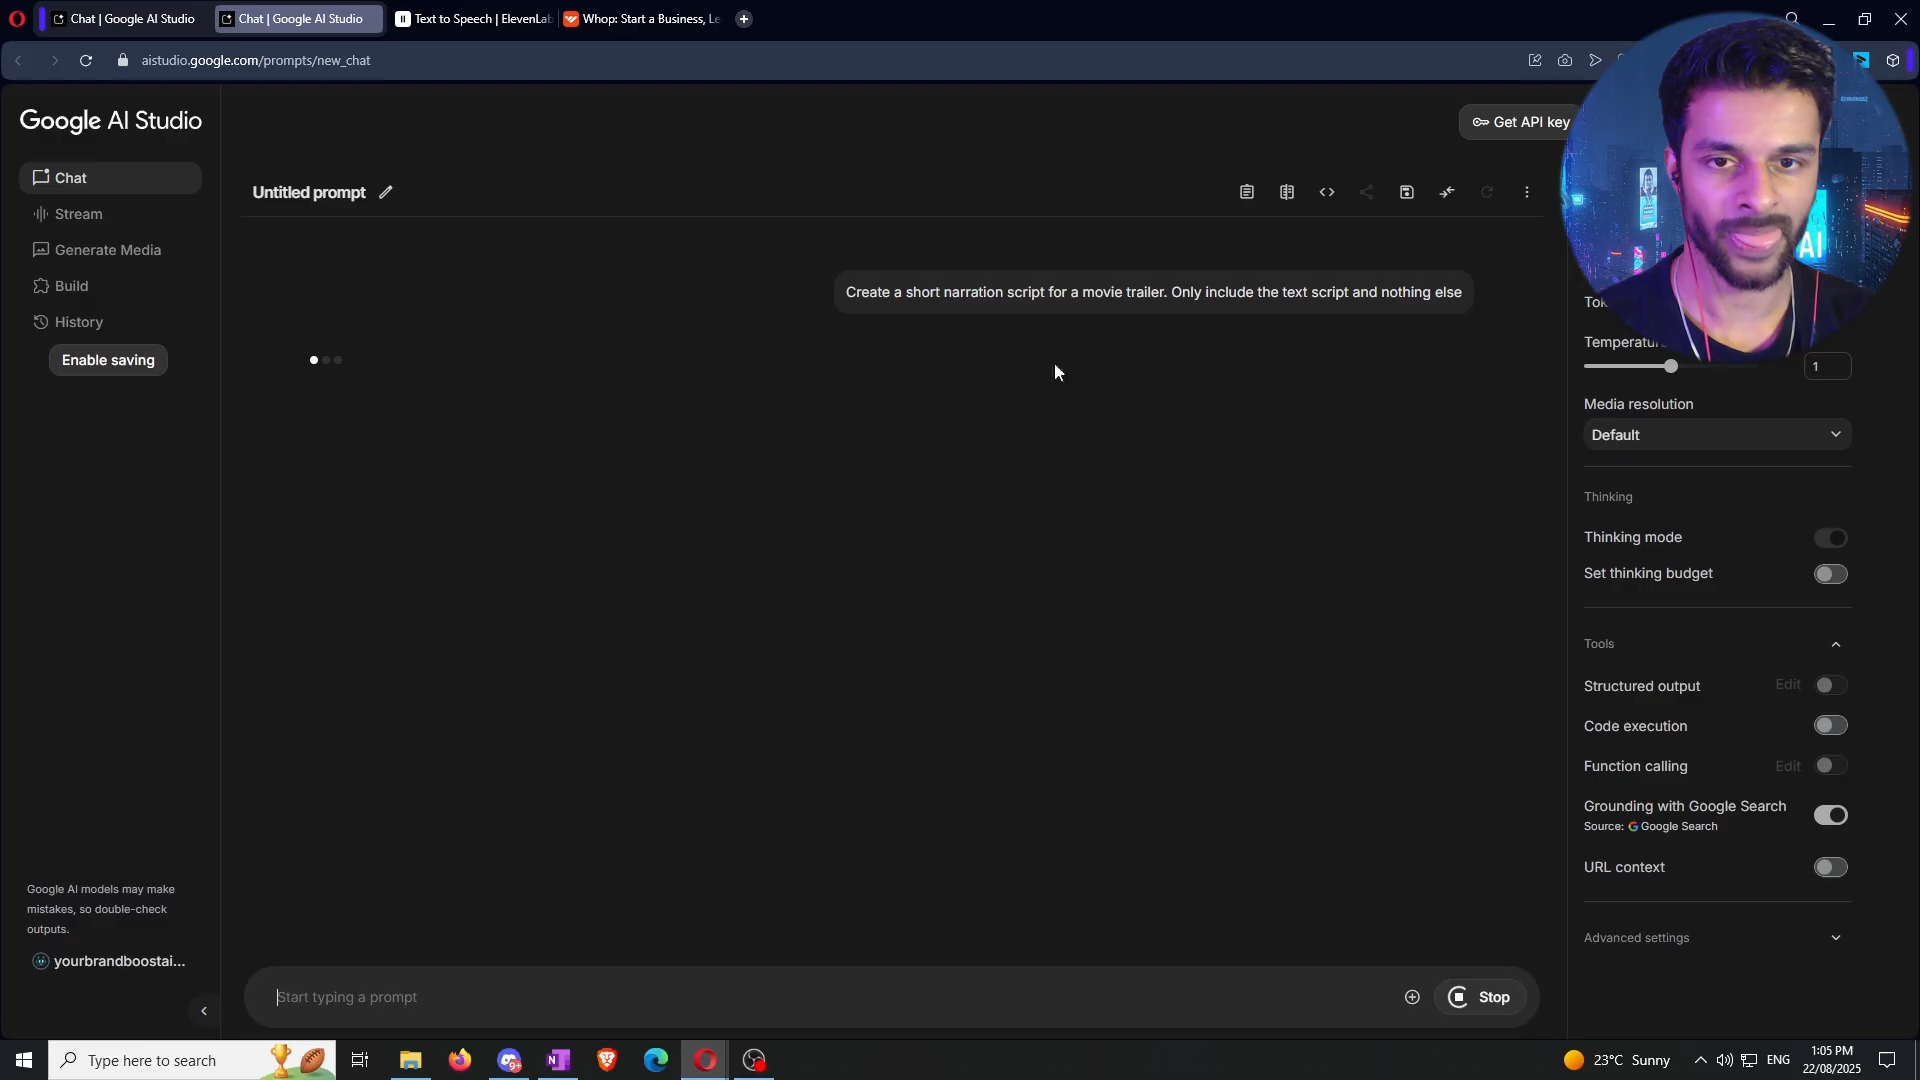 Chat | Google AI Studio
Chat | Google AI Studio
Text to Speech | ElevenLab
Whop: Start a Business, Le
aistudio.google.com/prompts/new_chat
Google AI Studio
Get API key
Chat
Stream
Generate Media
Build
History
Enable saving
Untitled prompt
Create a short narration script for a movie trailer. Only include the text script and nothing else
AI
Temperature
1
Media resolution
Default
Thinking
Thinking mode
Set thinking budget
Tools
Structured output
Edit
Code execution
Function calling
Edit
Grounding with Google Search
Source: G Google Search
URL context
Advanced settings
Google AI models may make
mistakes, so double-check
outputs.
yourbrandboostai...
Start typing a prompt
Stop
Type here to search
9+
23°C Sunny
ENG
1:05 PM
22/08/2025